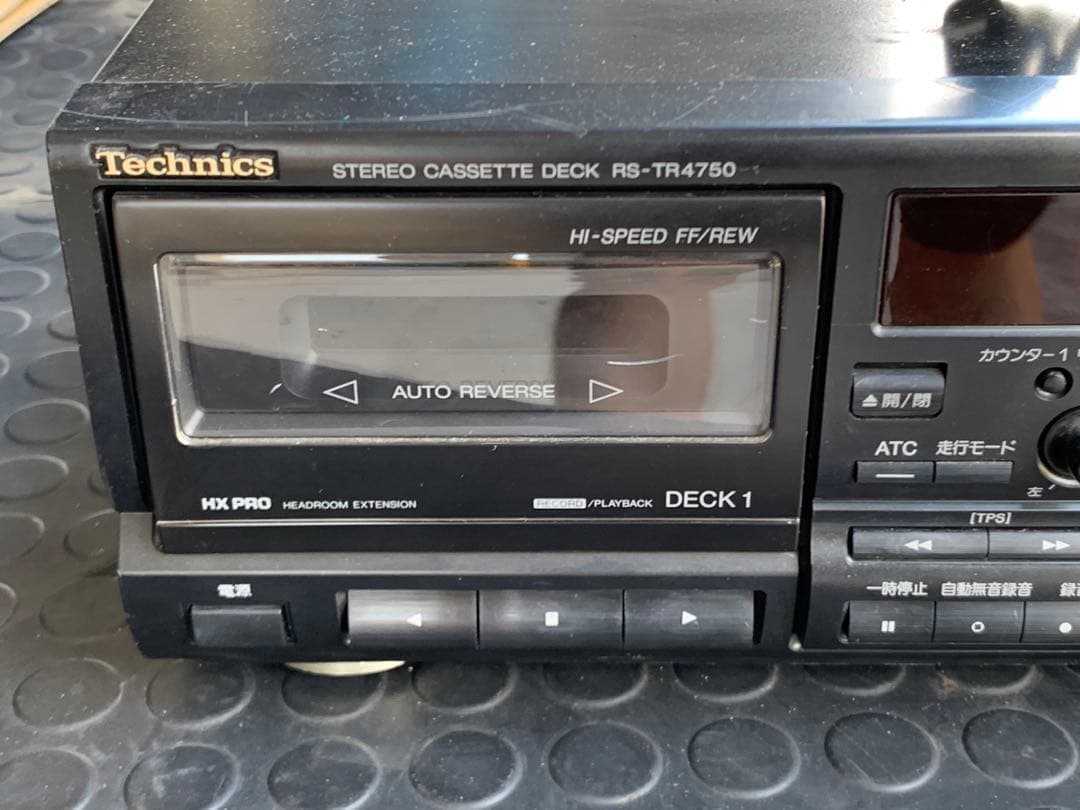 Technics
STEREO CASSETTE DECK RS-TR4750
HI-SPEED FF/REW
AUTO REVERSE
HX PRO HEADROOM EXTENSION
RECORD/PLAYBACK DECK 1
電源
カウンター1
開/閉
ATC 走行モード
左
[TPS]
一時停止 自動無音録音